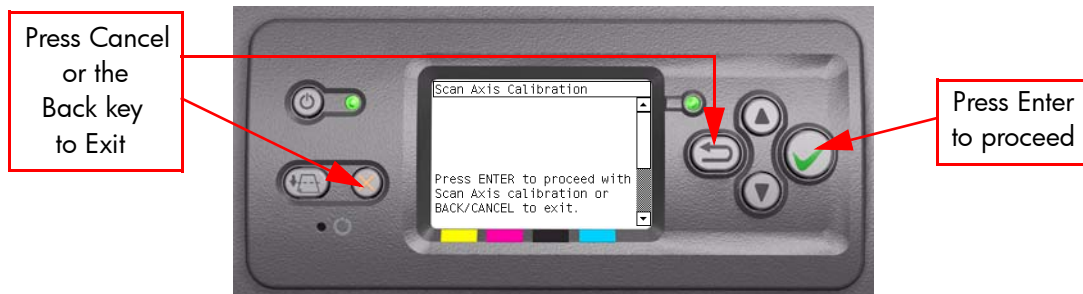 Press Cancel
or the
Back key
to Exit
Scan Axis Calibration
Press ENTER to proceed with
Scan Axis calibration or
BACK/CANCEL to exit.
Press Enter
to proceed